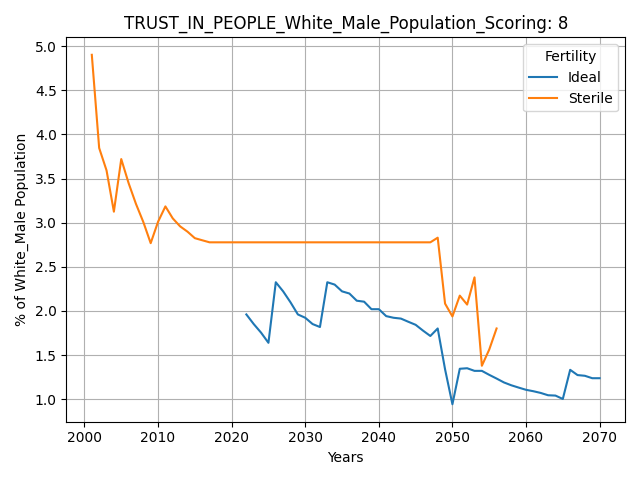 TRUST_IN_PEOPLE_White_Male_Population_Scoring: 8
Fertility
Ideal
Sterile
% of White_Male Population
5.0
4.5
4.0
3.5
3.0
2.5
2.0
1.5
1.0
2000 2010 2020 2030 2040 2050 2060 2070
Years